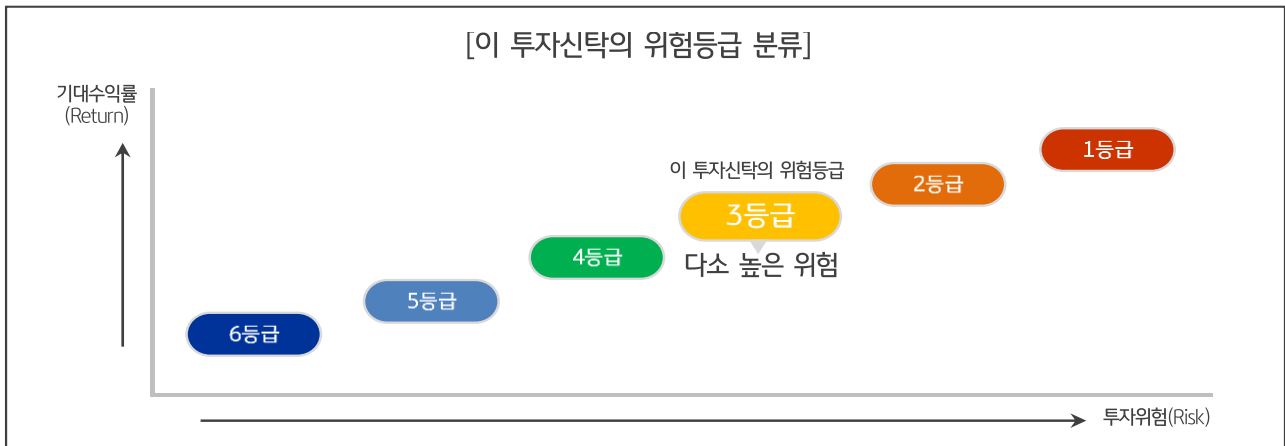 [이 투자신탁의 위험등급 분류]
기대수익률
(Return)
1등급
이 투자신탁의 위험등급
2등급
3등급
4등급
다소 높은 위험
5등급
6등급
투자위험(Risk)